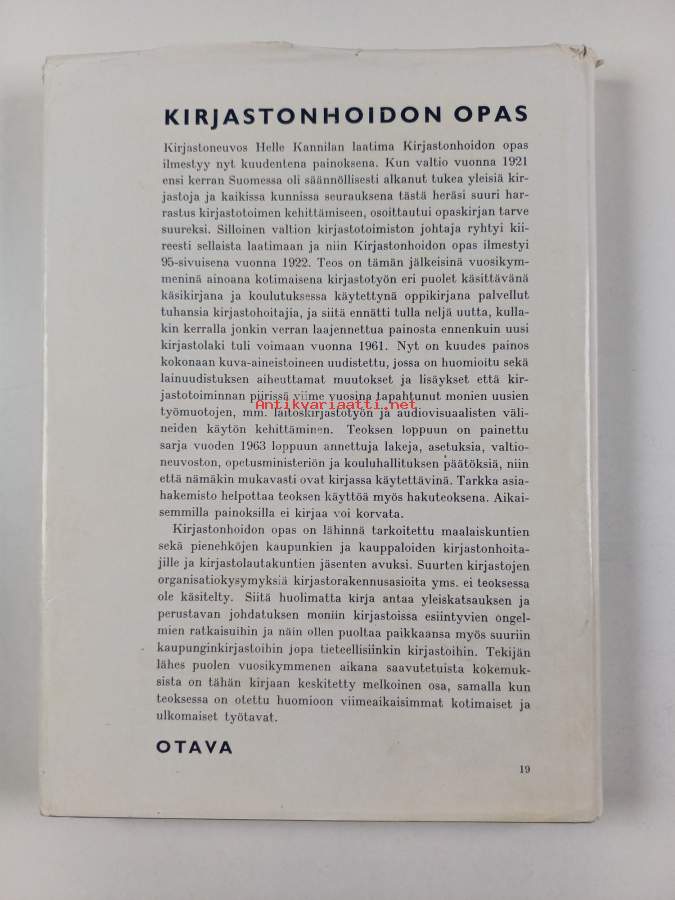 KIRJASTONHOIDON OPAS
Kirjastoneuvos Helle Kannilan laatima Kirjastonhoidon opas
ilmestyy nyt kuudentena painoksena. Kun valtio vuonna 1921
ensi kerran Suomessa oli säännöllisesti alkanut tukea yleisiä kir-
jastoja ja kaikissa kunnissa seurauksena tästä heräsi suuri har-
rastus kirjastotoimen kehittämiseen, osoittautui opaskirjan tarve
suureksi. Silloinen valtion kirjastotoimiston johtaja ryhtyi kii-
reesti sellaista laatimaan ja niin Kirjastonhoidon opas ilmestyi
95-sivuisena vuonna 1922. Teos on tämän jälkeisinä vuosikym-
meninä ainoana kotimaisena kirjastotyön eri puolet käsittävänä
käsikirjana ja koulutuksessa käytettynä oppikirjana palvellut
tuhansia kirjastohoitajia, ja siitä ennätti tulla neljä uutta, kulla-
kin kerralla jonkin verran laajennettua painosta ennenkuin uusi
kirjastolaki tuli voimaan vuonna 1961. Nyt on kuudes painos
kokonaan kuva-aineistoineen uudistettu, jossa on huomioitu sekä
lainuudistuksen aiheuttamat muutokset ja lisäykset että kir-
jastotoiminnan piirissä viime vuosina tapahtunut monien uusien
työmuotojen, mm. laitoskirjastotyön ja audiovisuaalisten väli-
neiden käytön kehittäminen. Teoksen loppuun on painettu
sarja vuoden 1963 loppuun annettuja lakeja, asetuksia, valtio-
neuvoston, opetusministeriön ja kouluhallituksen päätöksiä, niin
että nämäkin mukavasti ovat kirjassa käytettävinä. Tarkka asia-
hakemisto helpottaa teoksen käyttöä myös hakuteoksena. Aikai-
semmilla painoksilla ei kirjaa voi korvata.
Kirjastonhoidon opas on lähinnä tarkoitettu maalaiskuntien
sekä pienehköjen kaupunkien ja kauppaloiden kirjastonhoita-
jille ja kirjastolautakuntien jäsenten avuksi. Suurten kirjastojen
organisatiokysymyksiä kirjastorakennusasioita yms. ei teoksessa
ole käsitelty. Siitä huolimatta kirja antaa yleiskatsauksen ja
perustavan johdatuksen moniin kirjastoissa esiintyvien ongel-
mien ratkaisuihin ja näin ollen puoltaa paikkaansa myös suuriin
kaupunginkirjastoihin jopa tieteellisiinkin kirjastoihin. Tekijän
lähes puolen vuosikymmenen aikana saavutetuista kokemuk-
sista on tähän kirjaan keskitetty melkoinen osa, samalla kun
teoksessa on otettu huomioon viimeaikaisimmat kotimaiset ja
ulkomaiset työtavat.
OTAVA
19
Antikvariaatti.net